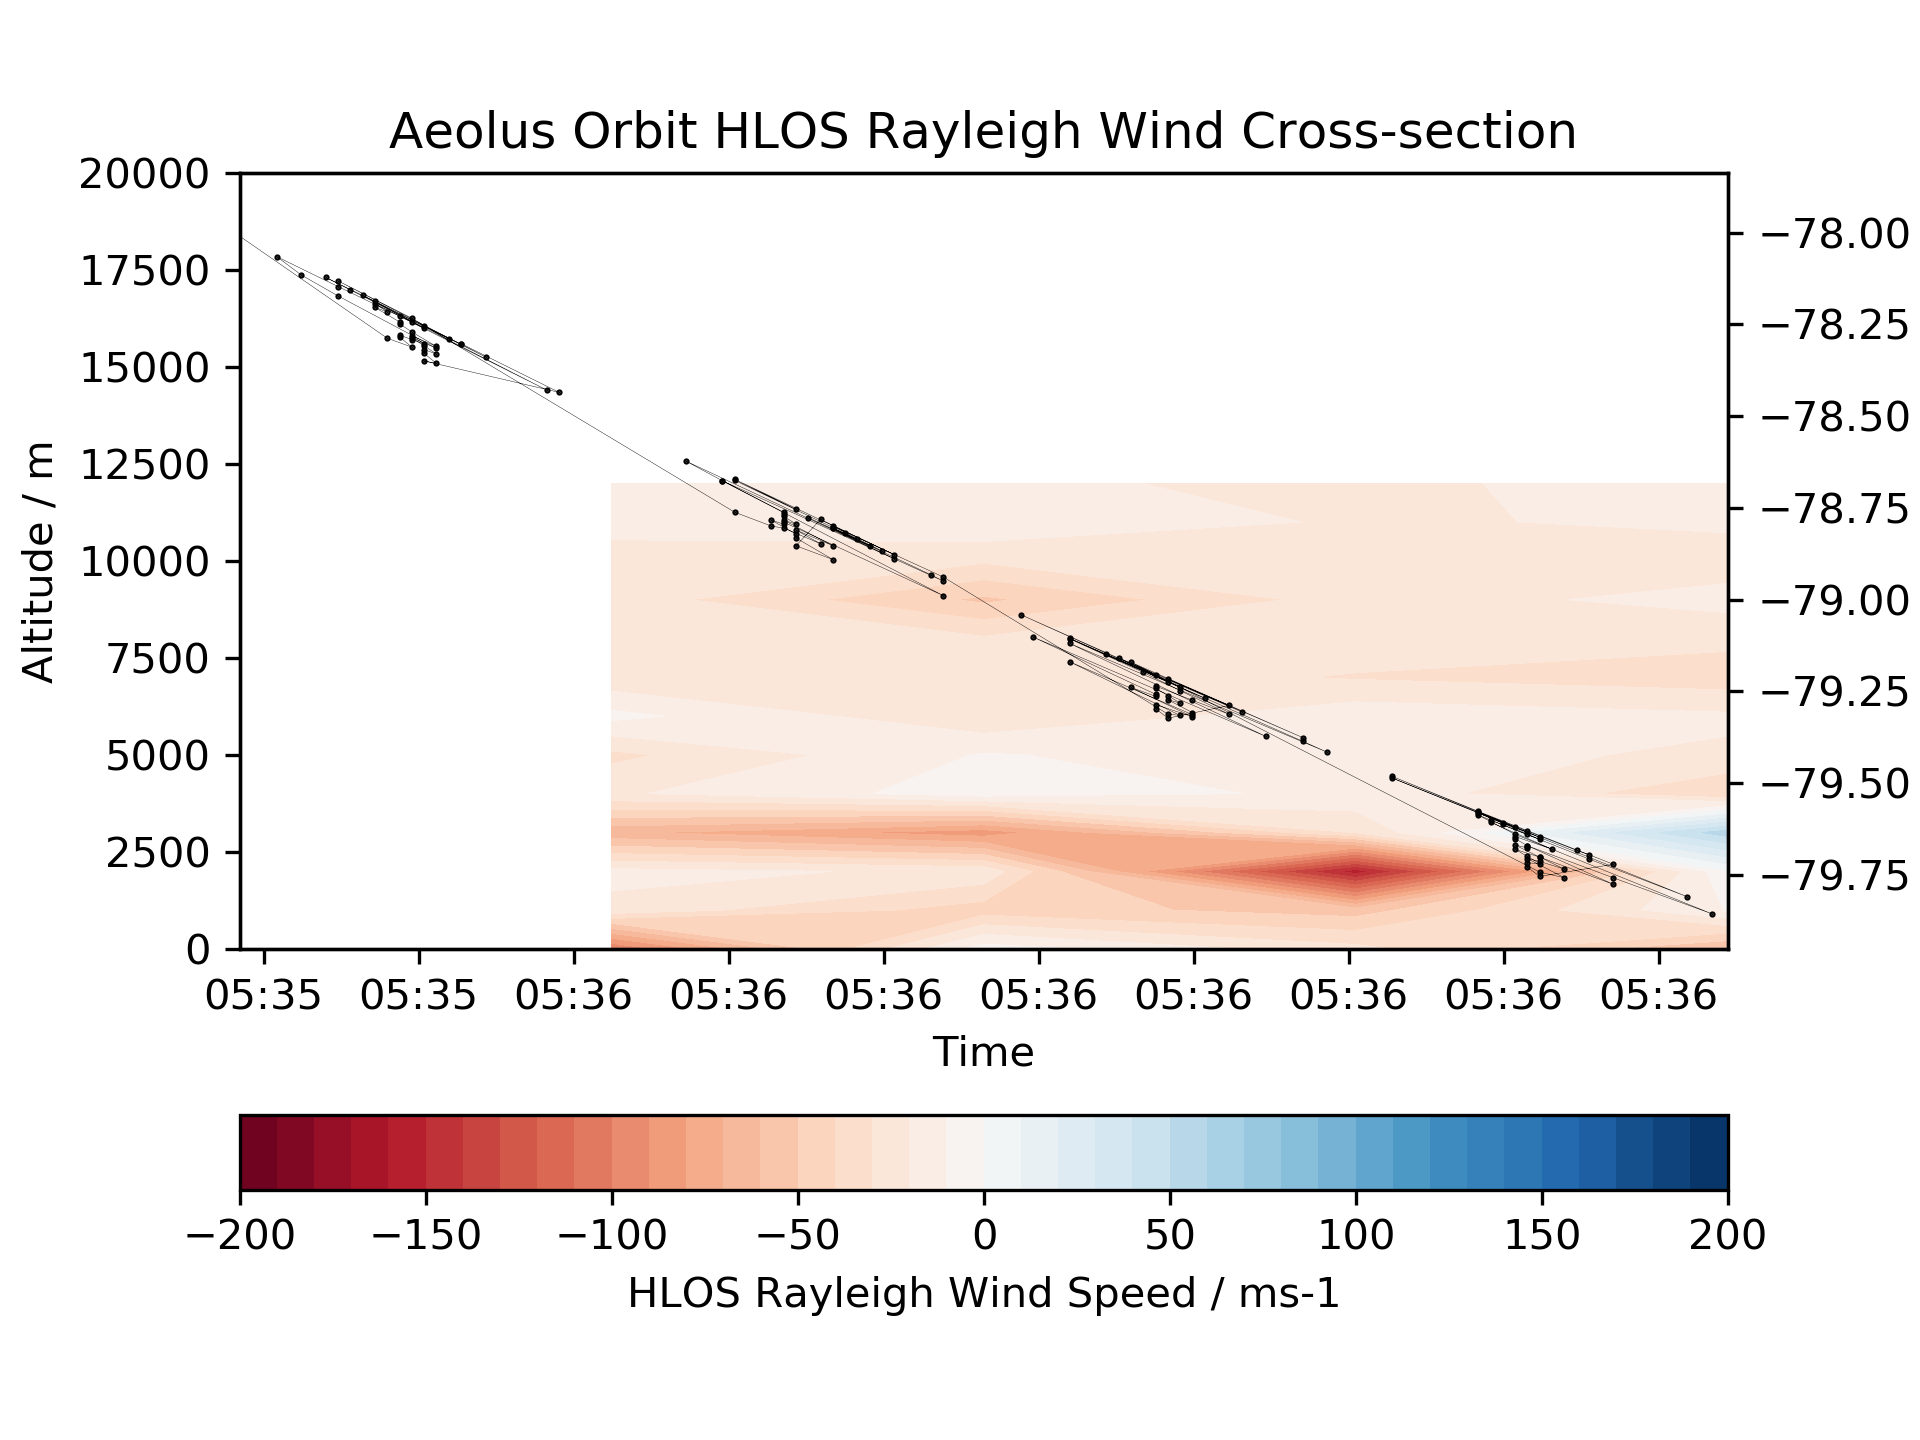 Aeolus Orbit HLOS Rayleigh Wind Cross-section
20000
17500
15000
12500
10000
7500
5000
2500
0
Altitude / m
−78.00
−78.25
−78.50
−78.75
−79.00
−79.25
−79.50
−79.75
05:35 05:35 05:36 05:36 05:36 05:36 05:36 05:36 05:36 05:36
Time
−200 −150 −100 −50 0 50 100 150 200
HLOS Rayleigh Wind Speed / ms-1